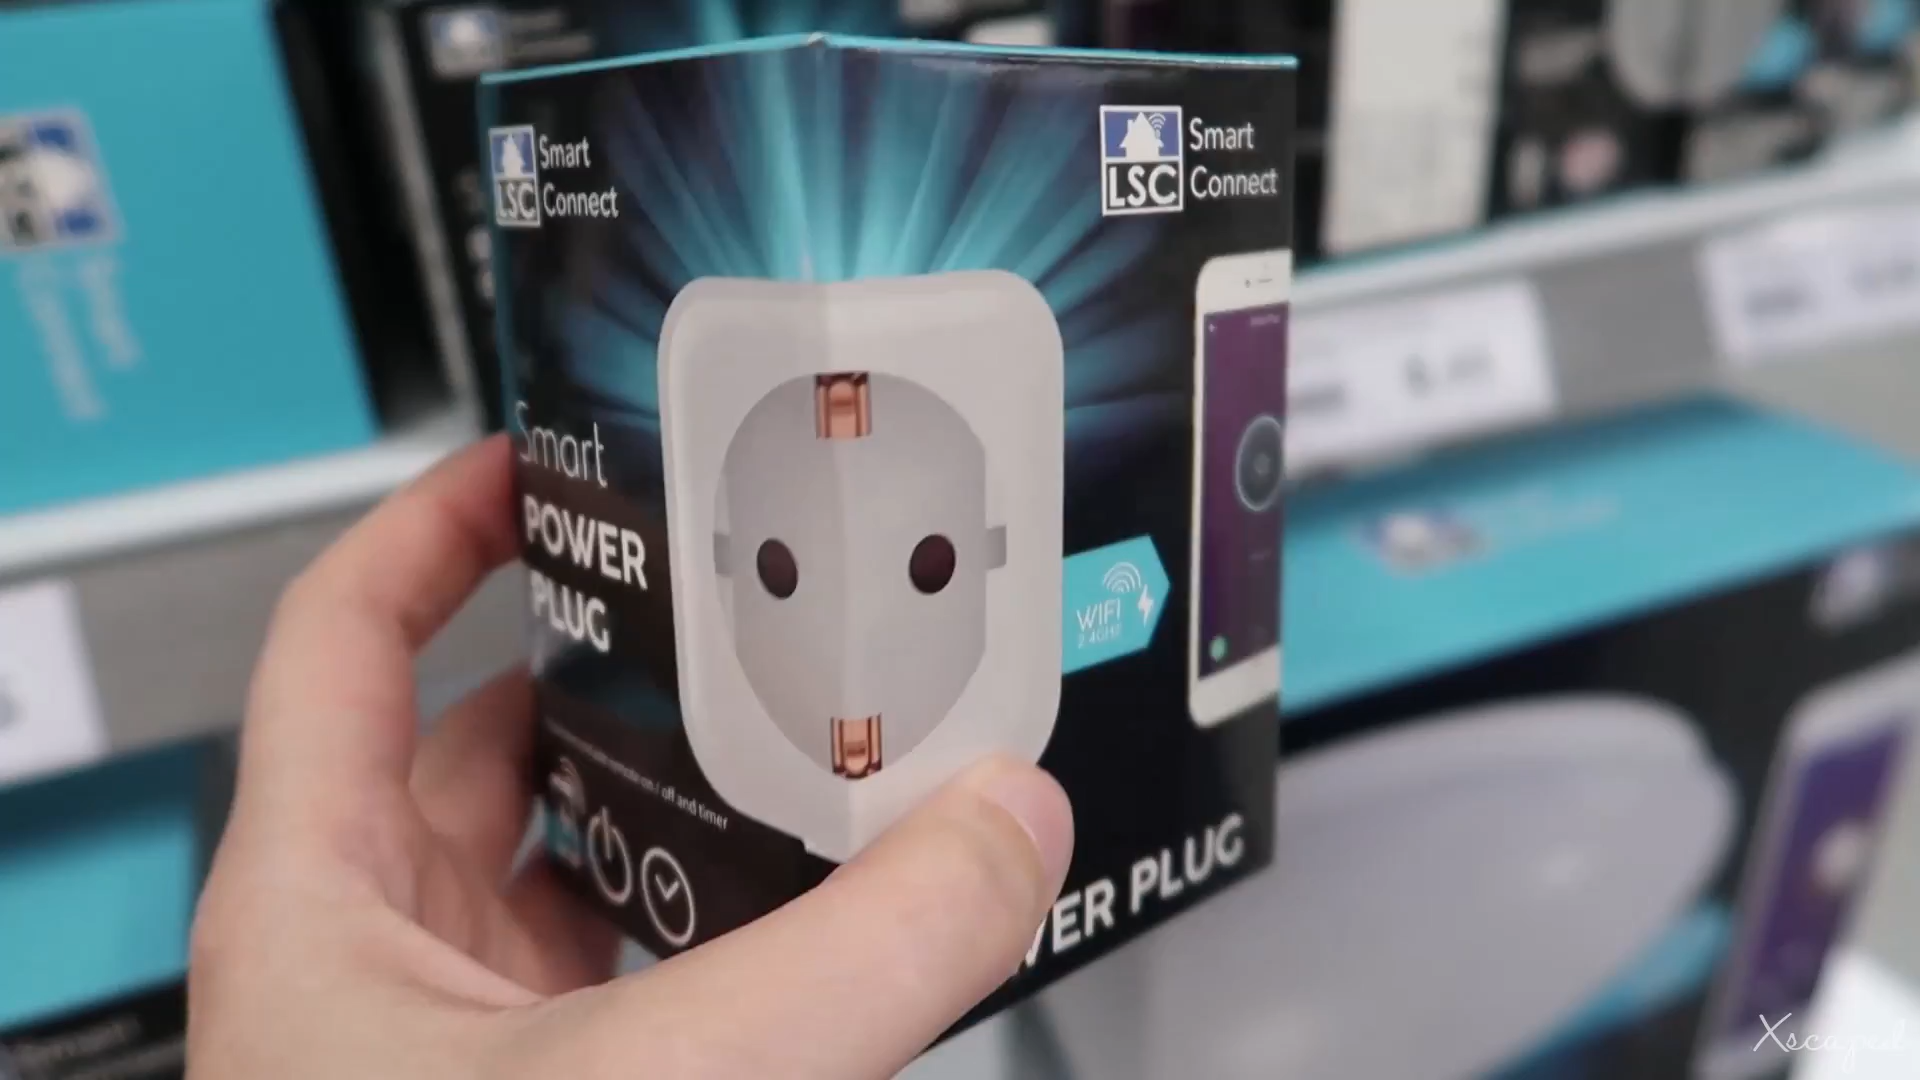 LSC
Smart
Connect
LSC
Smart
Connect
Smart
POWER
PLUG
WIFI
2.4GHz
remote on / off and timer
WER PLUG
Xscaped